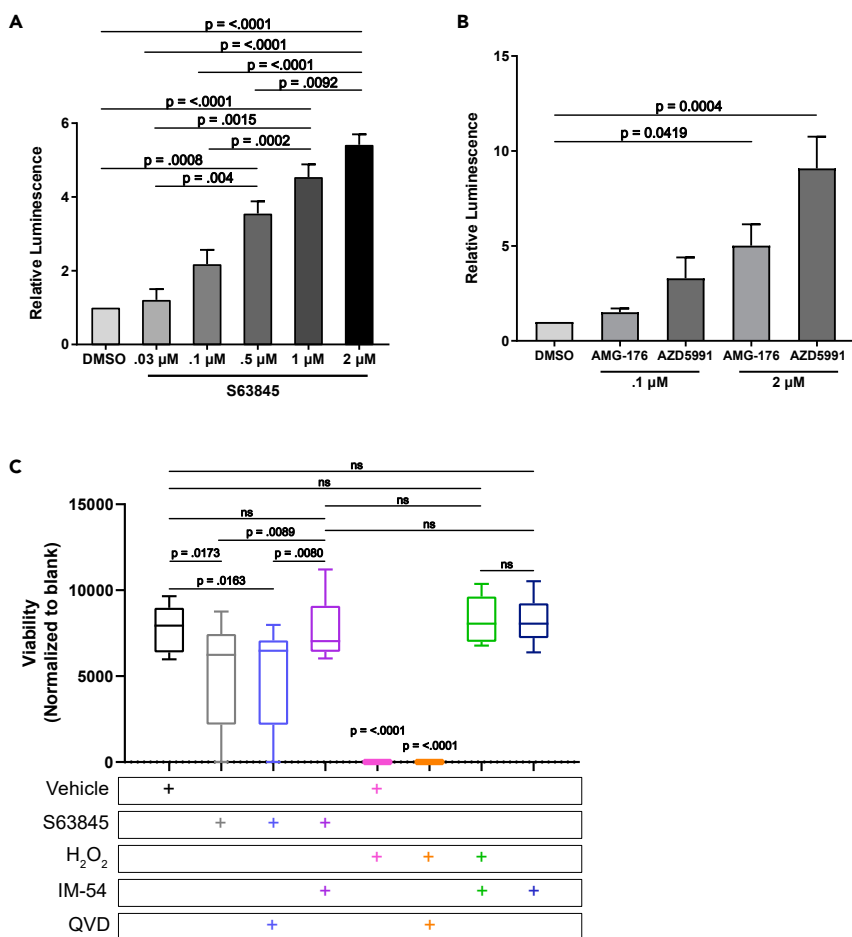 A
p = <.0001
p = <.0001
p = <.0001
p = .0092
p = <.0001
p = .0015
p = .0002
p = .0008
p = .004
Relative Luminescence
6
4
2
0
DMSO .03 µM .1 µM .5 µM 1 µM 2 µM
S63845
B
15
10
5
0
Relative Luminescence
p = 0.0004
p = 0.0419
DMSO AMG-176 AZD5991 AMG-176 AZD5991
.1 µM 2 µM
C
ns
ns
ns
ns
ns
p = .0089
p = .0173
p = .0080
p = .0163
ns
p = <.0001
p = <.0001
Viability
(Normalized to blank)
15000
10000
5000
0
Vehicle + +
S63845 + + +
H₂O₂ + + +
IM-54 + + +
QVD + +